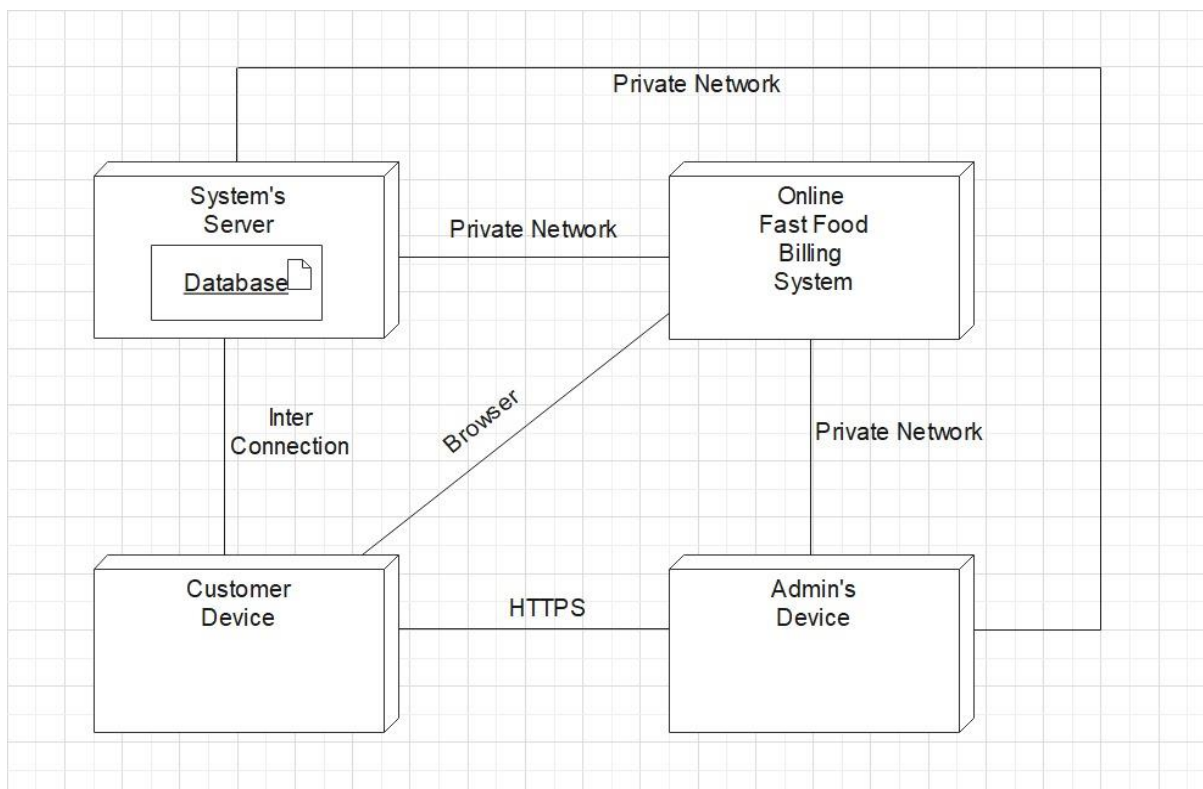 Private Network
System's
Server
Database
Private Network
Online
Fast Food
Billing
System
Inter
Connection
Browser
Private Network
Customer
Device
HTTPS
Admin's
Device